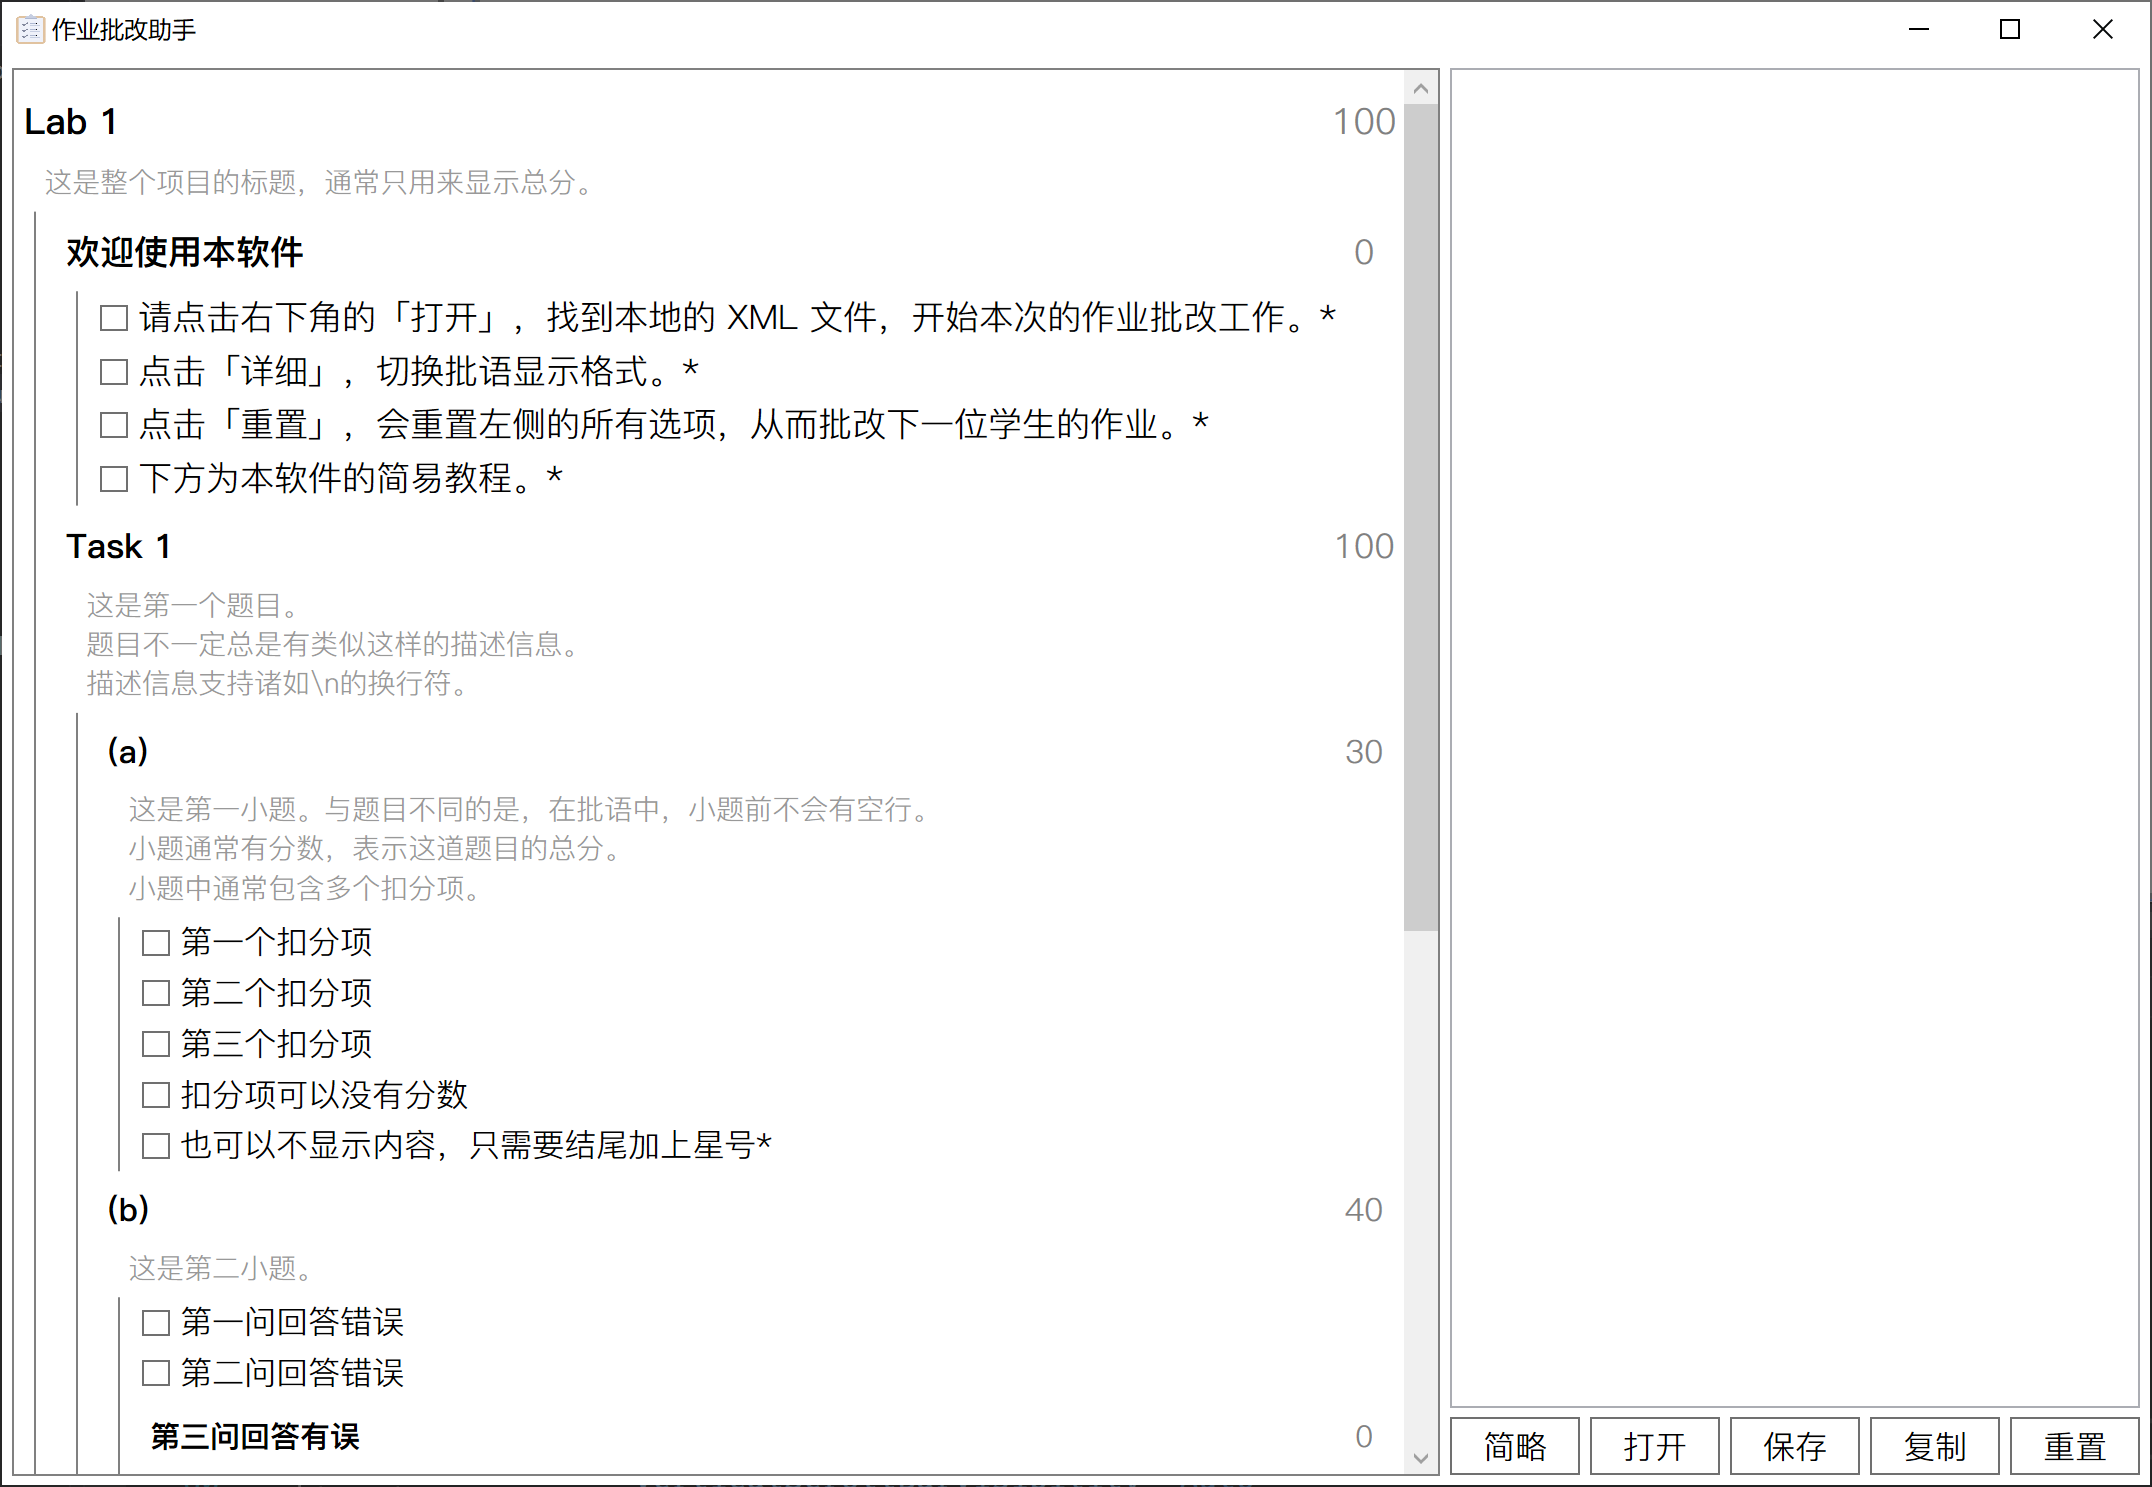 作业批改助手
Lab 1 100
这是整个项目的标题，通常只用来显示总分。
欢迎使用本软件 0
请点击右下角的「打开」，找到本地的 XML 文件，开始本次的作业批改工作。*
点击「详细」，切换批语显示格式。*
点击「重置」，会重置左侧的所有选项，从而批改下一位学生的作业。*
下方为本软件的简易教程。*
Task 1 100
这是第一个题目。
题目不一定总是有类似这样的描述信息。
描述信息支持诸如\n的换行符。
(a) 30
这是第一小题。与题目不同的是，在批语中，小题前不会有空行。
小题通常有分数，表示这道题目的总分。
小题中通常包含多个扣分项。
第一个扣分项
第二个扣分项
第三个扣分项
扣分项可以没有分数
也可以不显示内容，只需要结尾加上星号*
(b) 40
这是第二小题。
第一问回答错误
第二问回答错误
第三问回答有误 0
简略 打开 保存 复制 重置